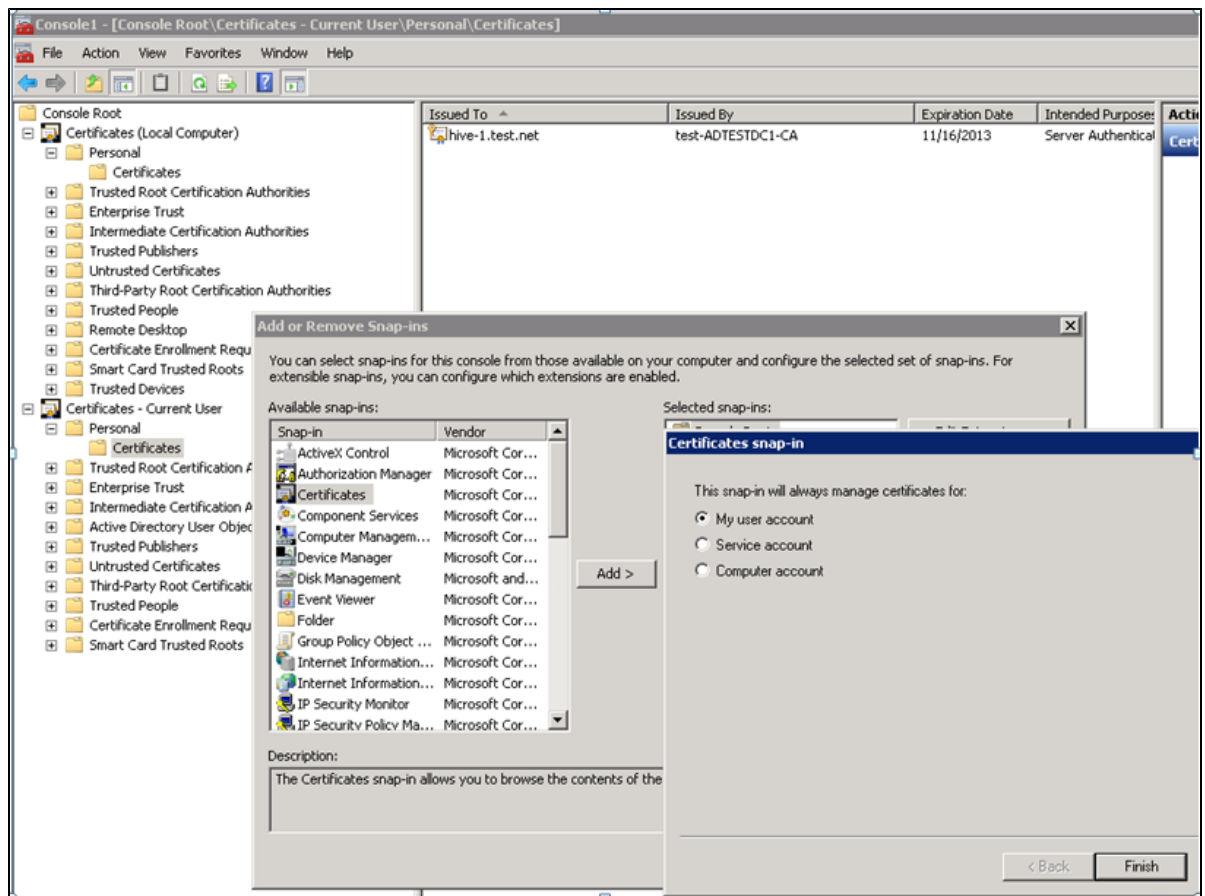 Console1 - [Console Root\Certificates - Current User\Personal\Certificates]
File Action View Favorites Window Help
Console Root
Certificates (Local Computer)
Personal
Certificates
Trusted Root Certification Authorities
Enterprise Trust
Intermediate Certification Authorities
Trusted Publishers
Untrusted Certificates
Third-Party Root Certification Authorities
Trusted People
Remote Desktop
Certificate Enrollment Requ
Smart Card Trusted Roots
Trusted Devices
Certificates - Current User
Personal
Certificates
Trusted Root Certification A
Enterprise Trust
Intermediate Certification A
Active Directory User Objec
Trusted Publishers
Untrusted Certificates
Third-Party Root Certificatio
Trusted People
Certificate Enrollment Requ
Smart Card Trusted Roots
Issued To Issued By Expiration Date Intended Purposes Actio
hive-1.test.net test-ADTESTDC1-CA 11/16/2013 Server Authentical
Cert
Add or Remove Snap-ins
You can select snap-ins for this console from those available on your computer and configure the selected set of snap-ins. For
extensible snap-ins, you can configure which extensions are enabled.
Available snap-ins:
Snap-in Vendor
ActiveX Control Microsoft Cor...
Authorization Manager Microsoft Cor...
Certificates Microsoft Cor...
Component Services Microsoft Cor...
Computer Managem... Microsoft Cor...
Device Manager Microsoft Cor...
Disk Management Microsoft and...
Event Viewer Microsoft Cor...
Folder Microsoft Cor...
Group Policy Object ... Microsoft Cor...
Internet Information... Microsoft Cor...
Internet Information... Microsoft Cor...
IP Security Monitor Microsoft Cor...
IP Security Policy Ma... Microsoft Cor...
Add >
Selected snap-ins:
Description:
The Certificates snap-in allows you to browse the contents of the
Certificates snap-in
This snap-in will always manage certificates for:
My user account
Service account
Computer account
< Back Finish